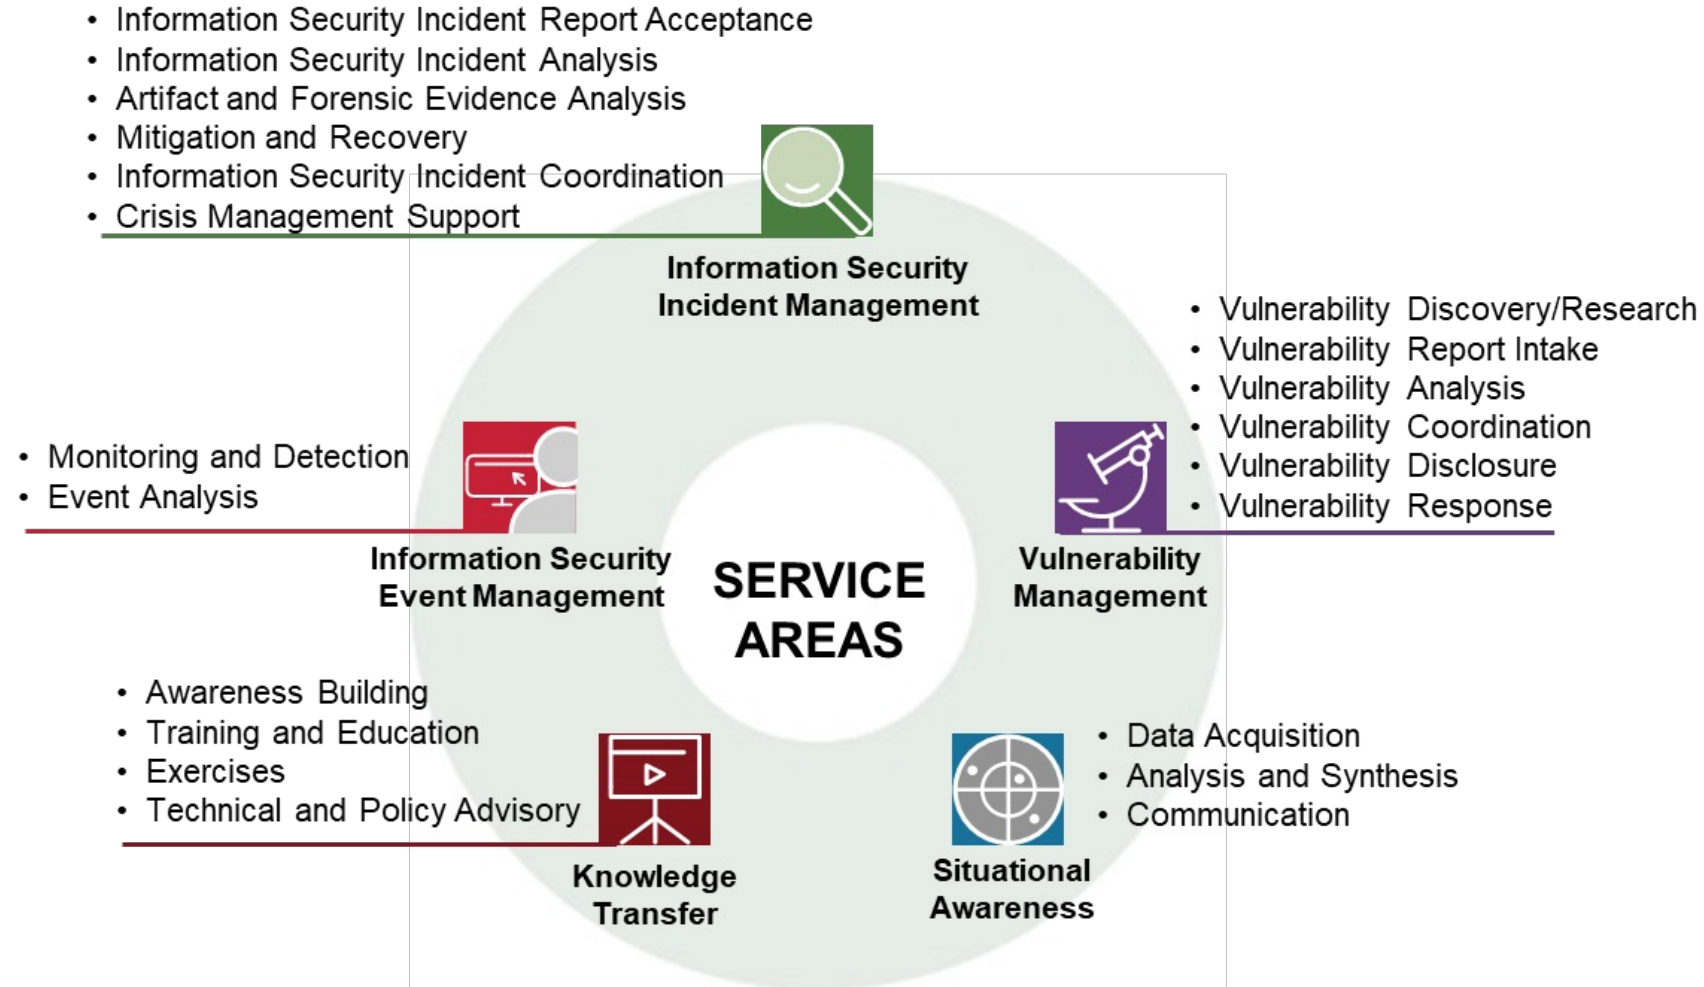 • Information Security Incident Report Acceptance
• Information Security Incident Analysis
• Artifact and Forensic Evidence Analysis
• Mitigation and Recovery
• Information Security Incident Coordination
• Crisis Management Support
Information Security
Incident Management
• Vulnerability Discovery/Research
• Vulnerability Report Intake
• Vulnerability Analysis
• Vulnerability Coordination
• Vulnerability Disclosure
• Vulnerability Response
Vulnerability
Management
• Monitoring and Detection
• Event Analysis
Information Security
Event Management
SERVICE
AREAS
• Awareness Building
• Training and Education
• Exercises
• Technical and Policy Advisory
Knowledge
Transfer
• Data Acquisition
• Analysis and Synthesis
• Communication
Situational
Awareness